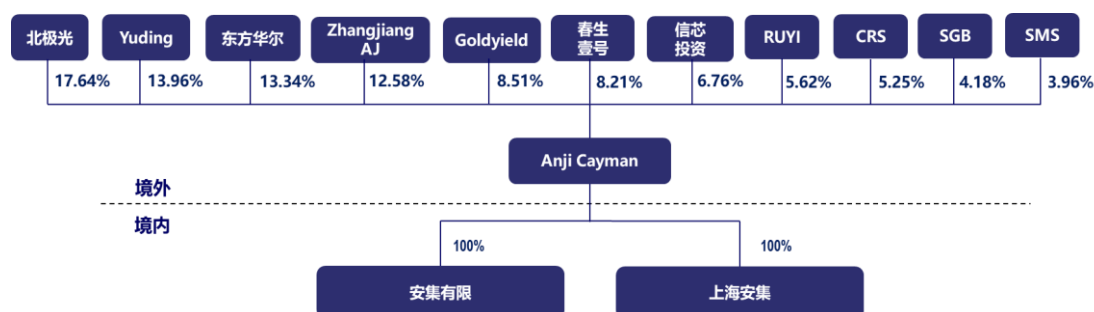 北极光
Yuding
东方华尔
Zhangjiang
AJ
Goldyield
春生
壹号
信芯
投资
RUYI
CRS
SGB
SMS
17.64%
13.96%
13.34%
12.58%
8.51%
8.21%
6.76%
5.62%
5.25%
4.18%
3.96%
Anji Cayman
境外
境内
100%
100%
安集有限
上海安集